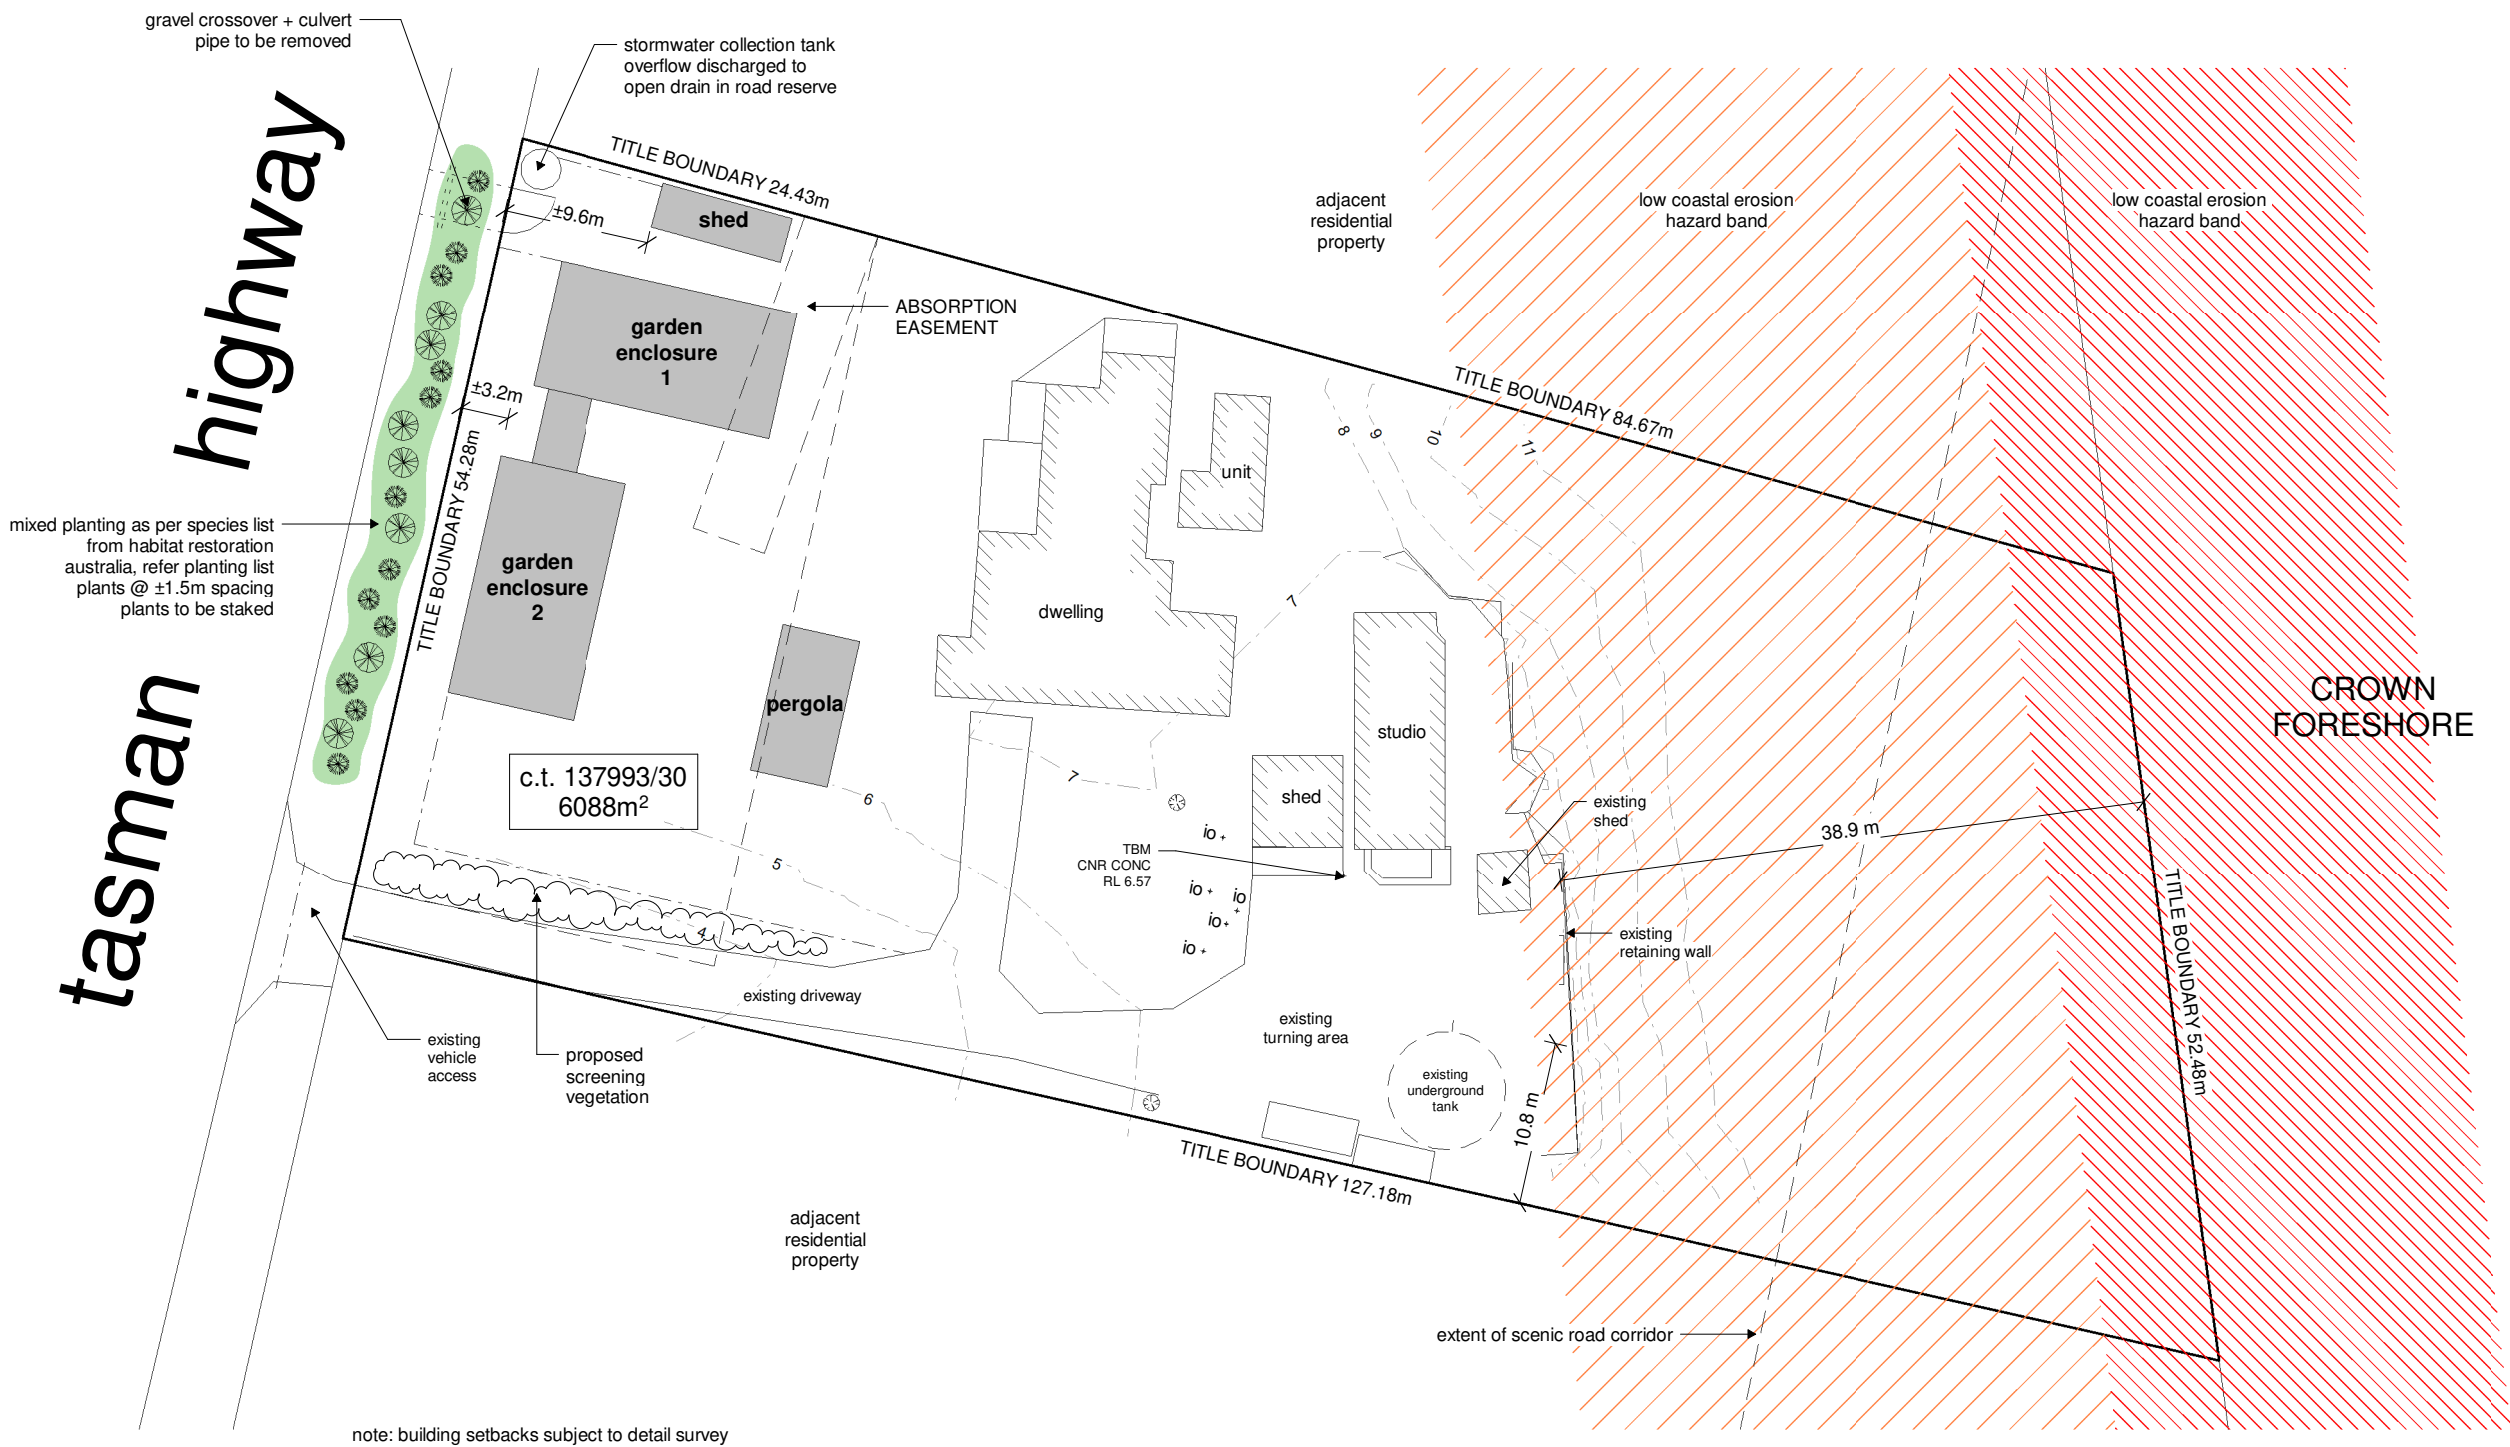 gravel crossover + culvert
pipe to be removed
stormwater collection tank
overflow discharged to
open drain in road reserve
tasman highway
TITLE BOUNDARY 24.43m
±9.6m
shed
adjacent
residential
property
low coastal erosion
hazard band
low coastal erosion
hazard band
garden
enclosure
1
ABSORPTION
EASEMENT
±3.2m
TITLE BOUNDARY 84.67m
8
9
10
11
unit
TITLE BOUNDARY 54.28m
mixed planting as per species list
from habitat restoration
australia, refer planting list
plants @ ±1.5m spacing
plants to be staked
garden
enclosure
2
dwelling
7
pergola
studio
CROWN
FORESHORE
c.t. 137993/30
6088m²
7
6
shed
existing
shed
38.9 m
5
io
TBM
CNR CONC
RL 6.57
io
io
io
io
4
existing
retaining wall
TITLE BOUNDARY 52.48m
existing driveway
existing
turning area
existing
vehicle
access
proposed
screening
vegetation
existing
underground
tank
10.8 m
TITLE BOUNDARY 127.18m
adjacent
residential
property
extent of scenic road corridor
note: building setbacks subject to detail survey